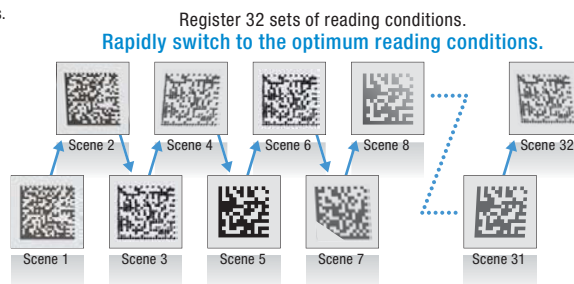 s.
Register 32 sets of reading conditions.
Rapidly switch to the optimum reading conditions.
Scene 2
Scene 4
Scene 6
Scene 8
Scene 32
Scene 1
Scene 3
Scene 5
Scene 7
Scene 31